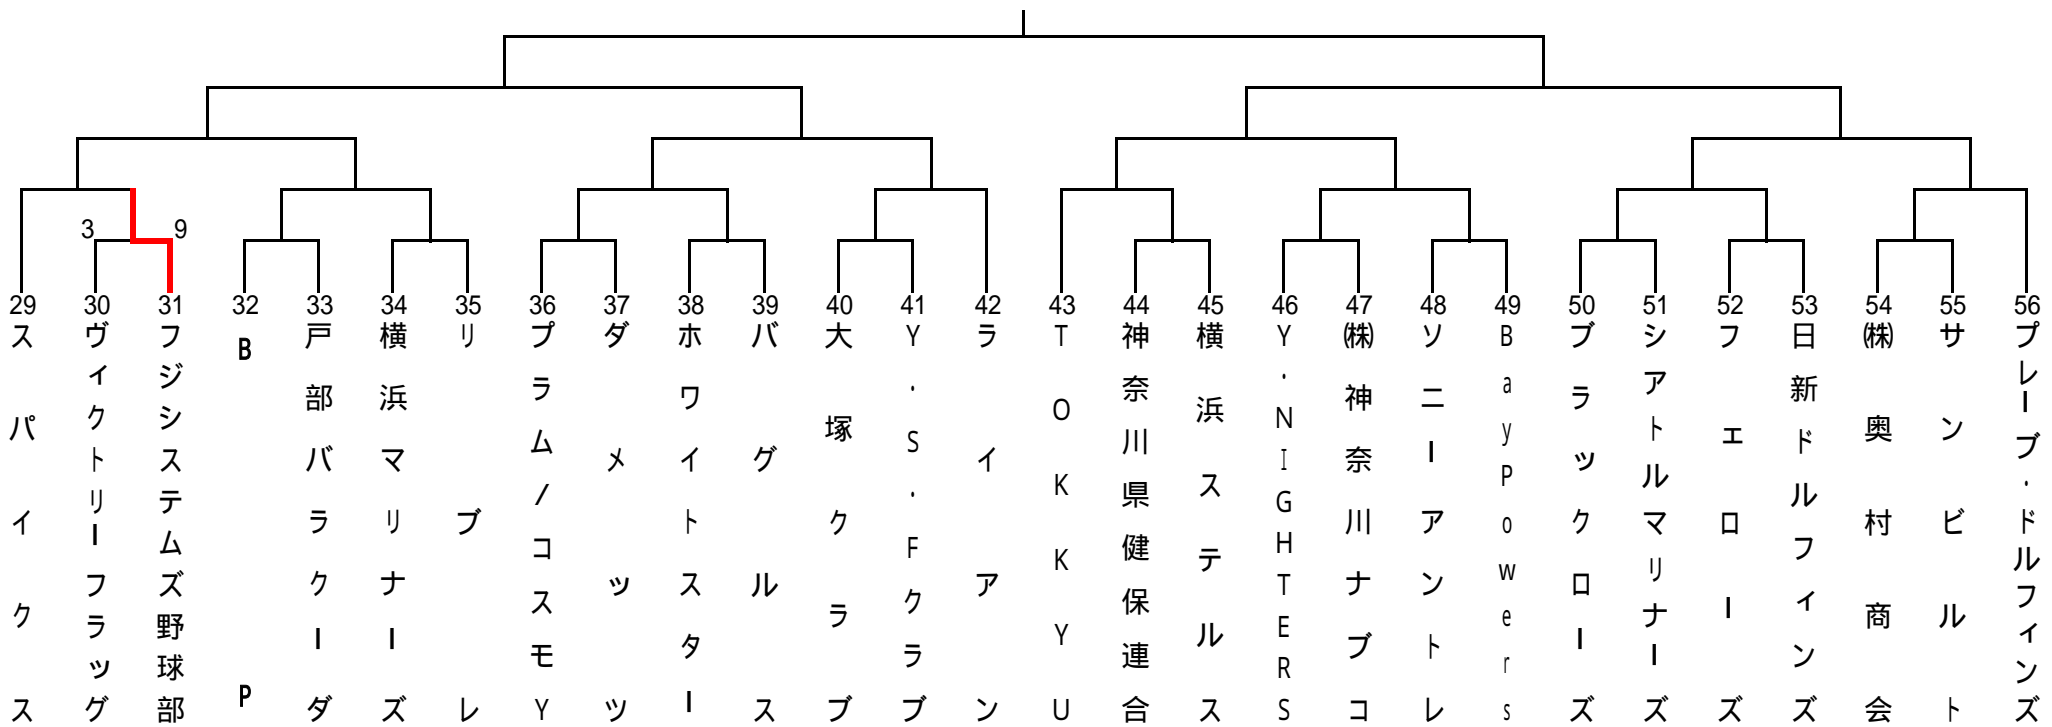 3 9
29 30 31 32 33 34 35 36 37 38 39 40 41 42 43 44 45 46 47 48 49 50 51 52 53 54 55 56
スパイクス
ヴィクトリーフラッグ
フジシステムズ野球部
BP
戸部バラクーダ
横浜マリナーズ
リブレ
プラム/コスモY
ダメッツ
ホワイトスター
バグルス
大塚クラブ
Y・S・Fクラブ
ライアン
TOKKYU
神奈川県健保連合
横浜ステルス
Y・NIGHTERS
㈱神奈川ナブコ
ソニーアントレ
BayPowers
ブラックローズ
シアトルマリナーズ
フェローズ
日新ドルフィンズ
㈱奥村商会
サンビルト
プレーブ・ドルフィンズ